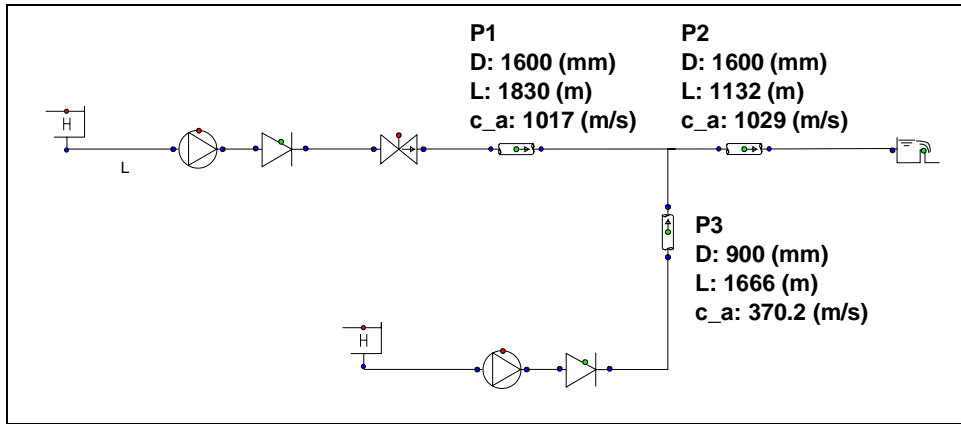 P1
D: 1600 (mm)
L: 1830 (m)
c_a: 1017 (m/s)
P2
D: 1600 (mm)
L: 1132 (m)
c_a: 1029 (m/s)
H
L
P3
D: 900 (mm)
L: 1666 (m)
c_a: 370.2 (m/s)
H